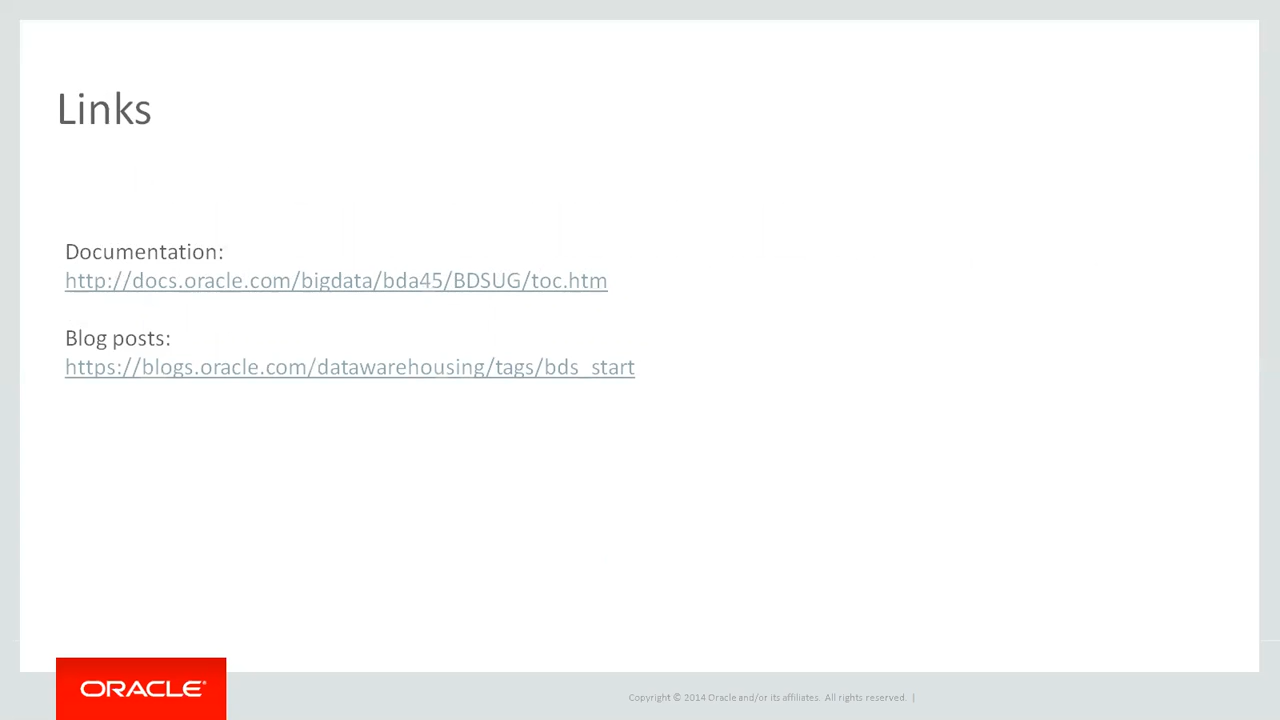 Links
Documentation:
http://docs.oracle.com/bigdata/bda45/BDSUG/toc.htm
Blog posts:
https://blogs.oracle.com/datawarehousing/tags/bds_start
ORACLE®
Copyright © 2014 Oracle and/or its affiliates. All rights reserved. |